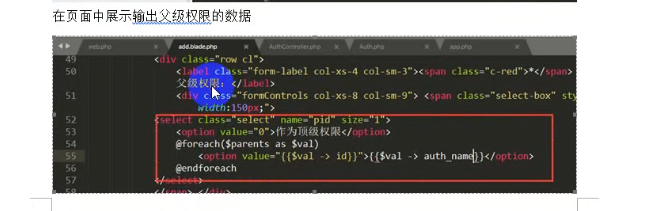 在页面中展示输出父级权限的数据
web.php × add.blade.php × AuthController.php × Auth.php × app.php ×
49 <div class="row cl">
50 <label class="form-label col-xs-4 col-sm-3"><span class="c-red">*</span>
父级权限：</label>
51 <div class="formControls col-xs-8 col-sm-9"> <span class="select-box" sty
width:150px;">
52 <select class="select" name="pid" size="1">
53 <option value="0">作为顶级权限</option>
54 @foreach($parents as $val)
55 <option value="{{$val -> id}}">{{$val -> auth_name}}</option>
56 @endforeach
57 </select>
58 </span> </div>